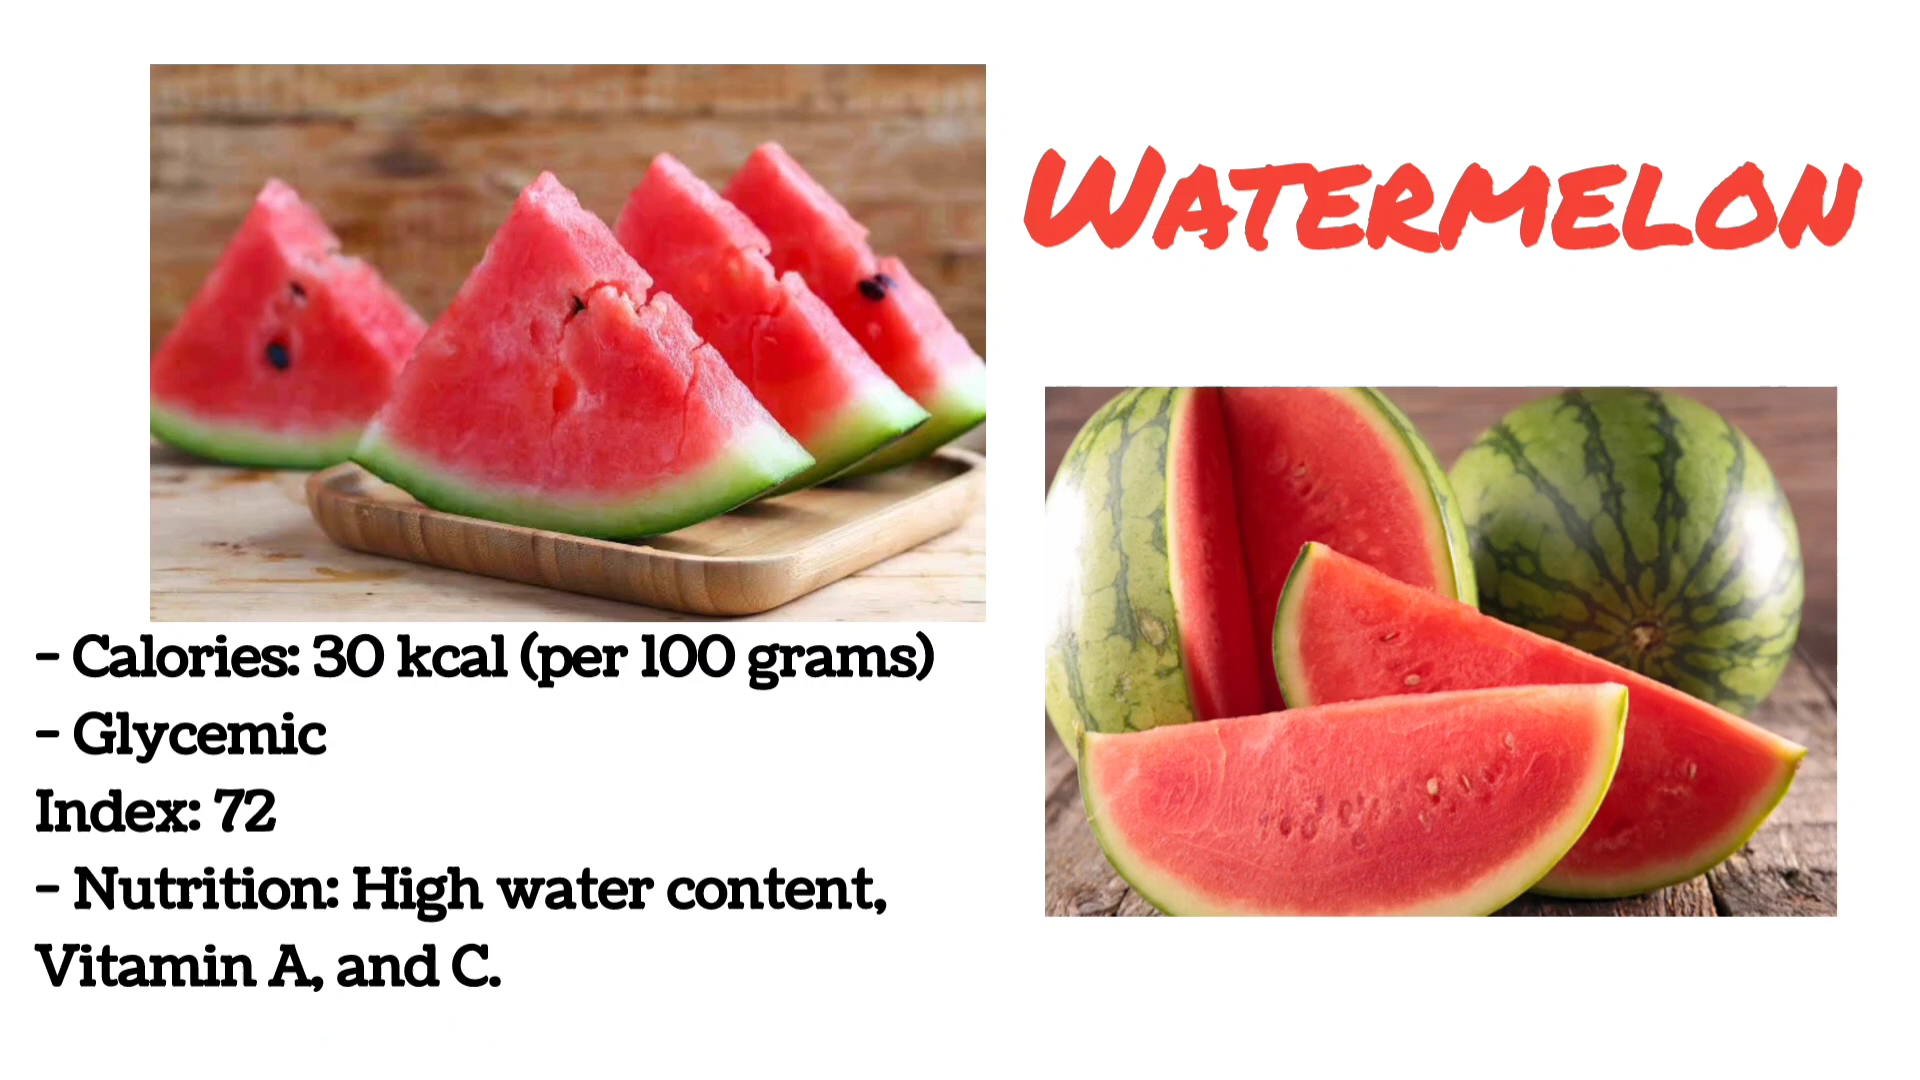 WATERMELON
- Calories: 30 kcal (per 100 grams)
- Glycemic
Index: 72
- Nutrition: High water content,
Vitamin A, and C.